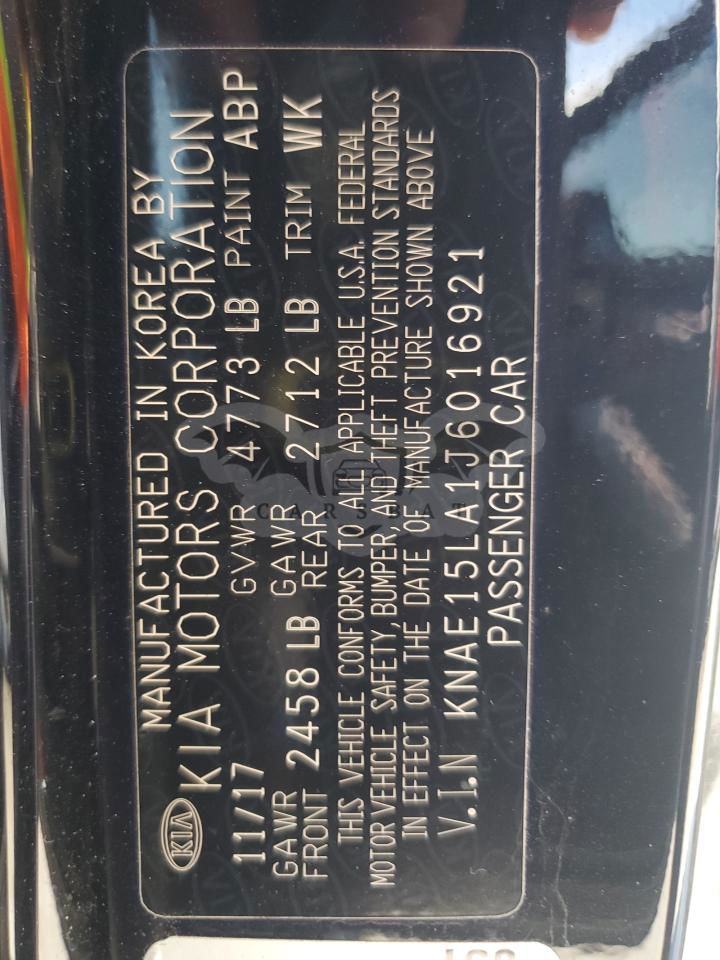 MANUFACTURED IN KOREA BY
KIA KIA MOTORS CORPORATION
11/17 GVWR 4773 LB PAINT ABP
GAWR FRONT 2458 LB GAWR REAR 2712 LB TRIM WK
THIS VEHICLE CONFORMS TO ALL APPLICABLE U.S.A. FEDERAL
MOTOR VEHICLE SAFETY, BUMPER, AND THEFT PREVENTION STANDARDS
IN EFFECT ON THE DATE OF MANUFACTURE SHOWN ABOVE
V.I.N KNAE15LA1J6016921
PASSENGER CAR
CARSBAT